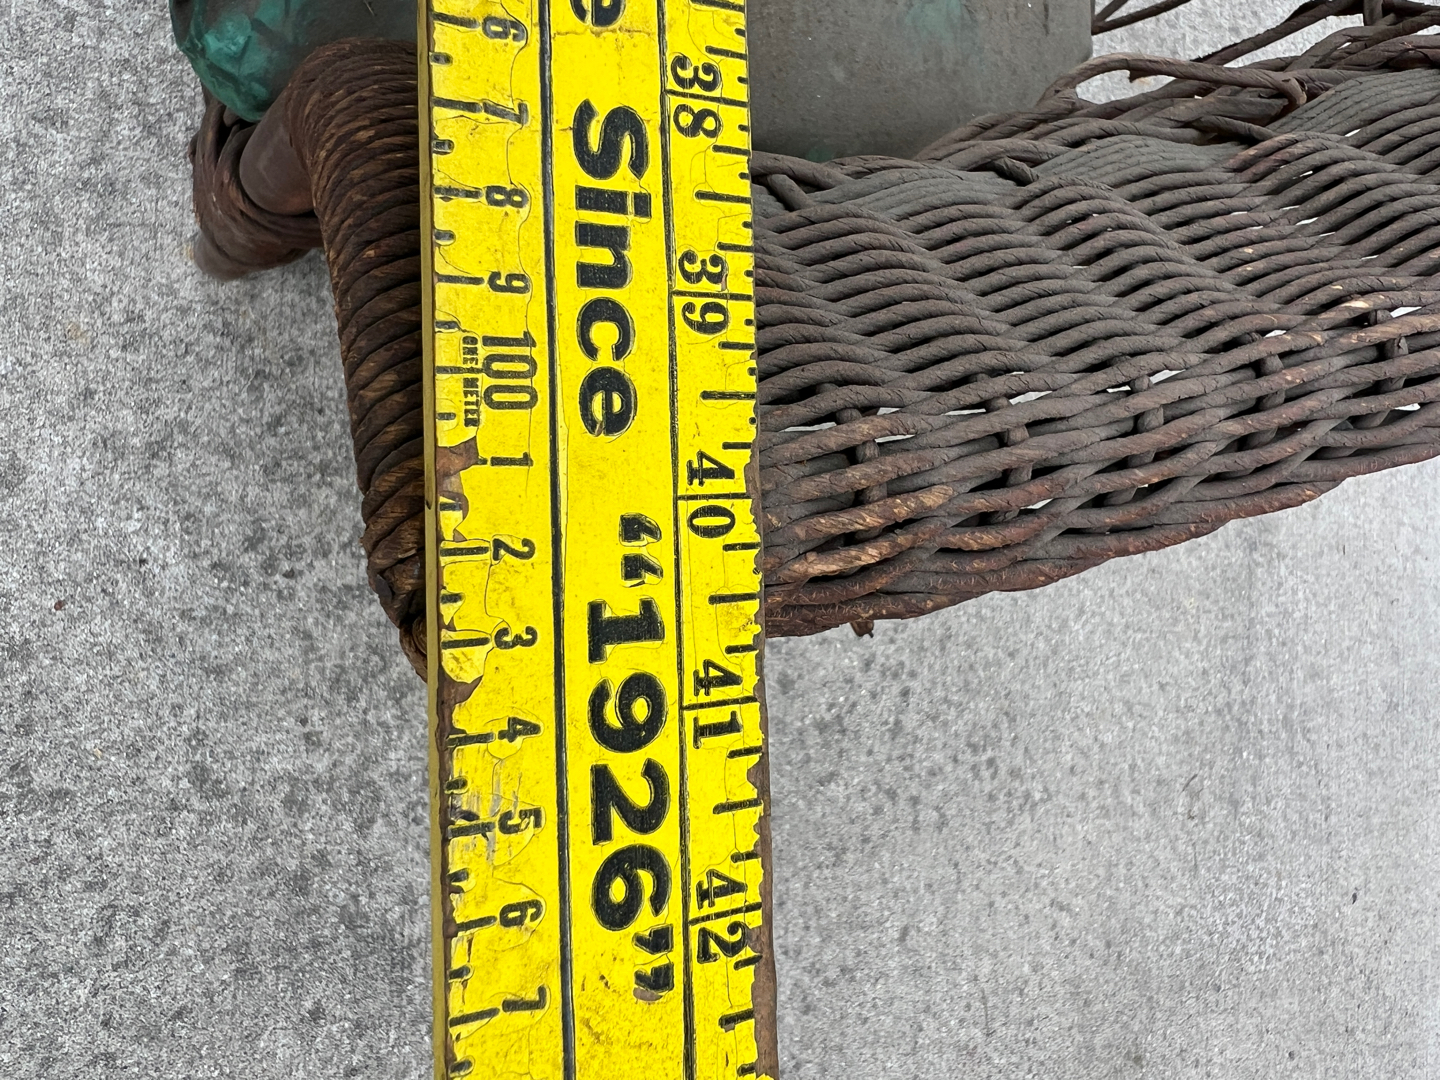 6 7 8 9 100 1 2 3 4 5 6 7
ONE METER
Since "1926"
38 39 40 41 42